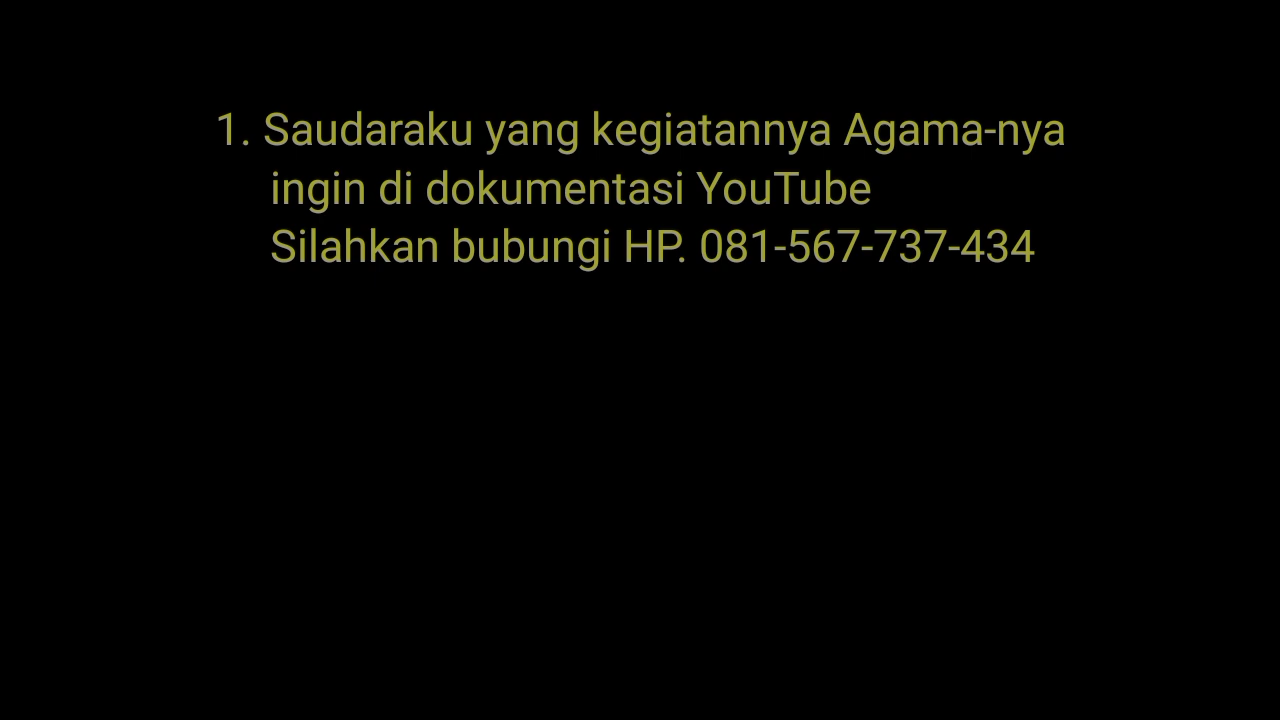 1. Saudaraku yang kegiatannya Agama-nya
ingin di dokumentasi YouTube
Silahkan bubungi HP. 081-567-737-434